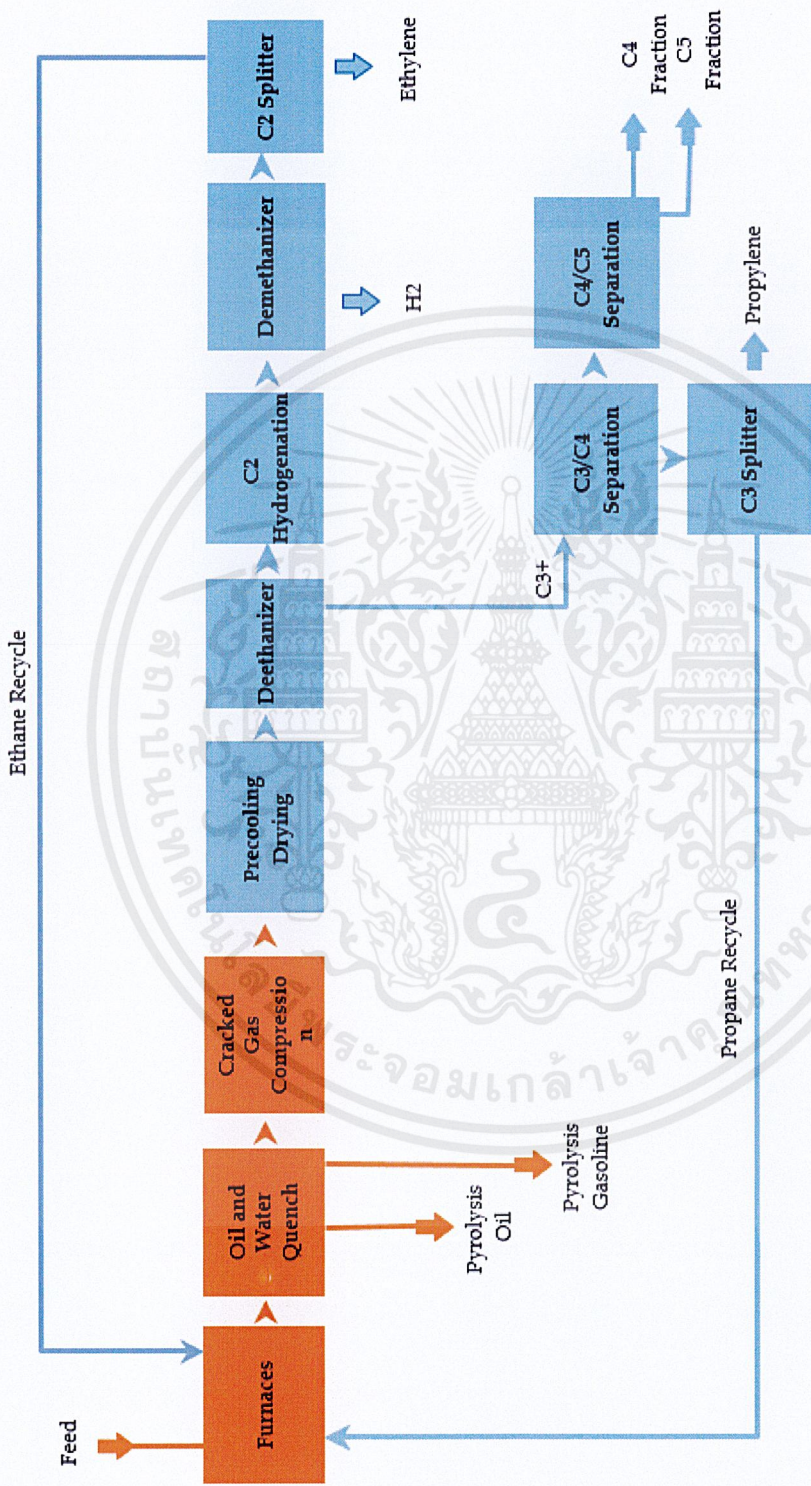 Ethane Recycle
Feed
Furnaces
Oil and
Water
Quench
Cracked
Gas
Compressio
n
Precooling
Drying
Deethanizer
C2
Hydrogenation
Demethanizer
C2 Splitter
Pyrolysis
Oil
Pyrolysis
Gasoline
H2
Ethylene
C3+
C3/C4
Separation
C4/C5
Separation
C4
Fraction
C5
Fraction
C3 Splitter
Propylene
Propane Recycle